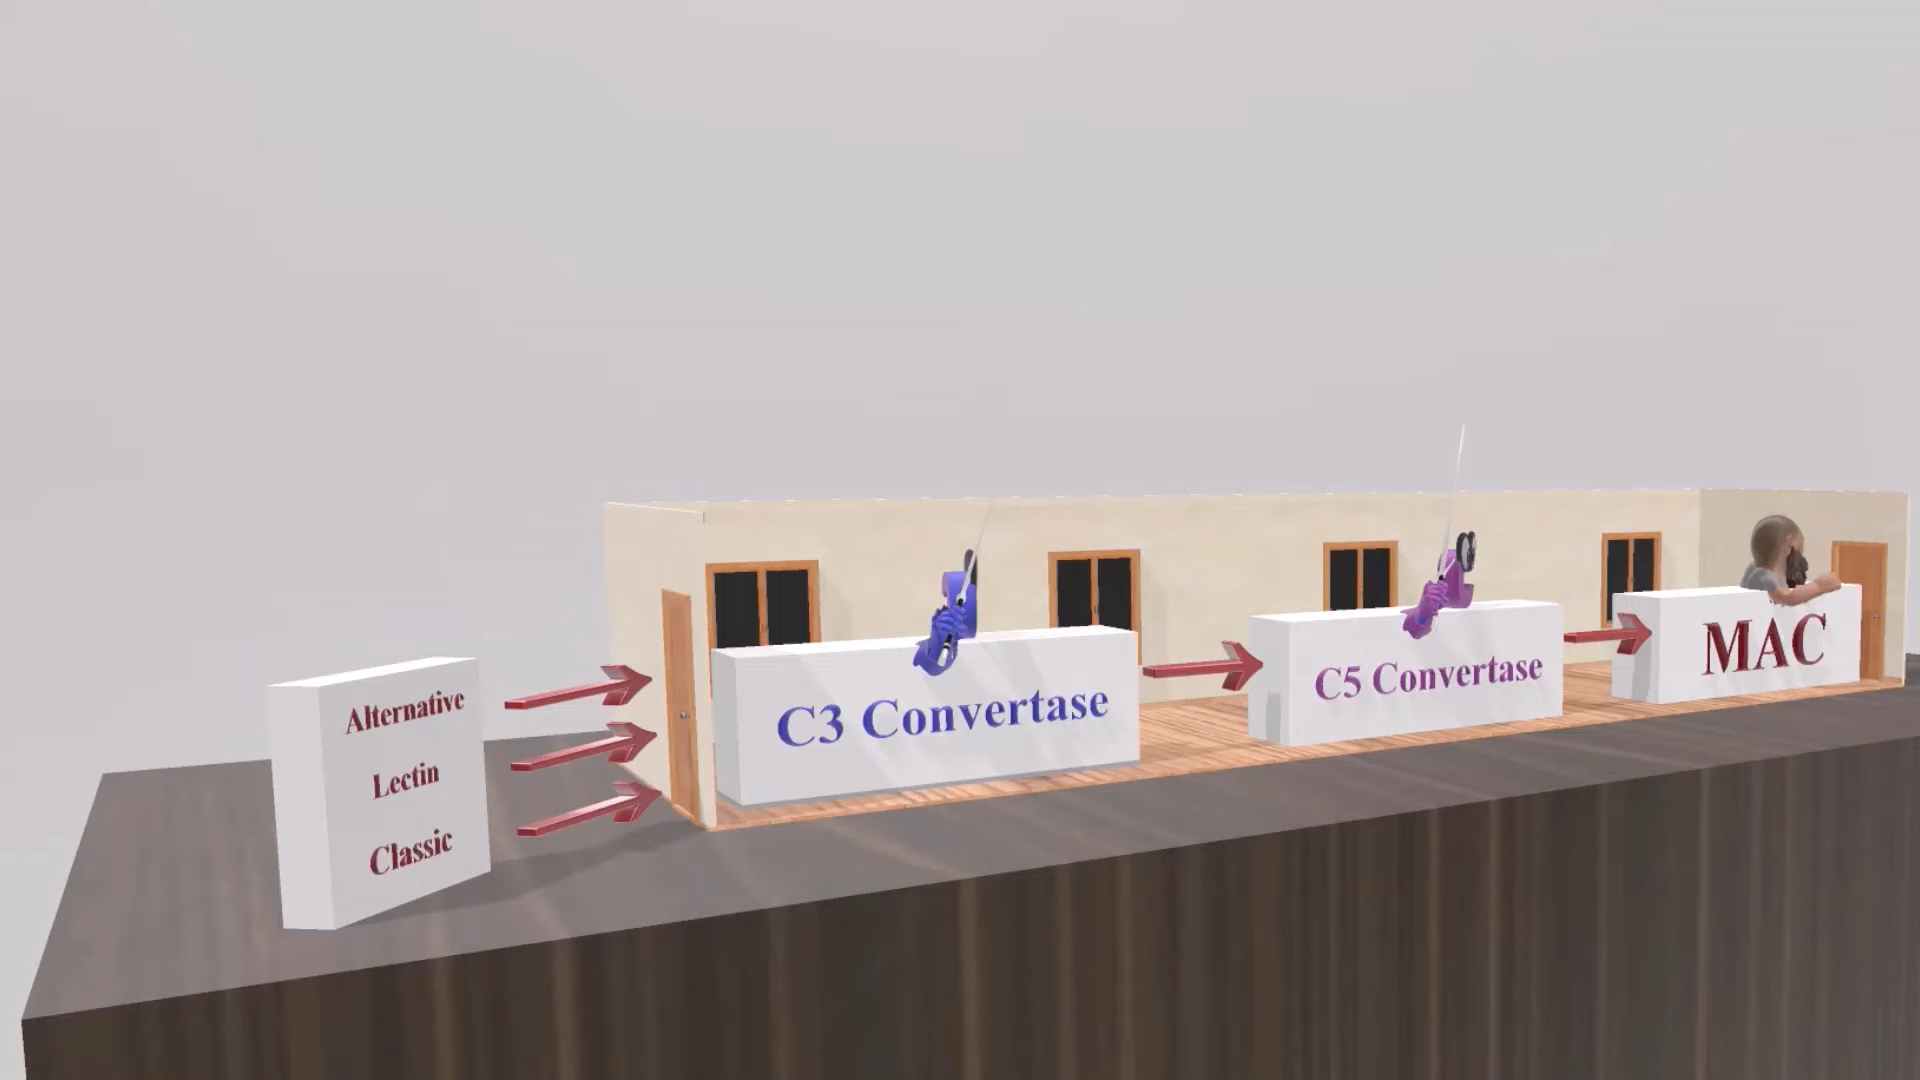 Alternative
Lectin
Classic
C3 Convertase
C5 Convertase
MAC